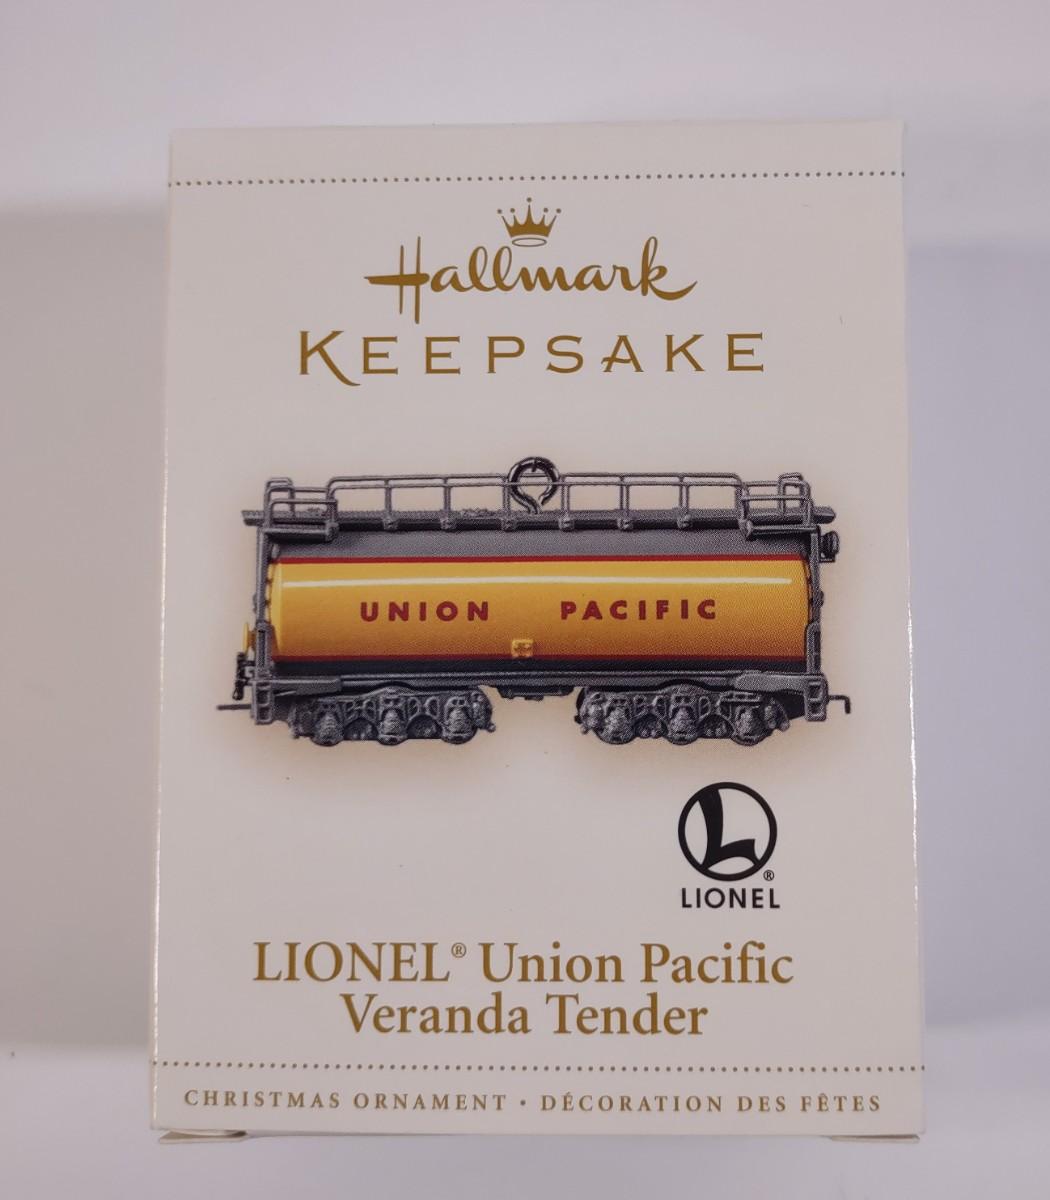 Hallmark
KEEPSAKE
UNION PACIFIC
L
®
LIONEL
LIONEL® Union Pacific
Veranda Tender
CHRISTMAS ORNAMENT • DÉCORATION DES FÊTES